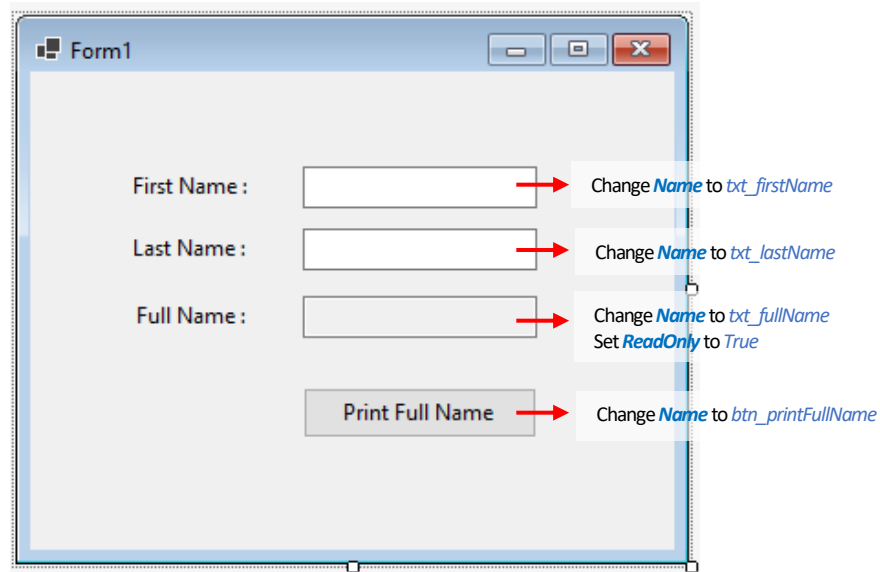 Form1
First Name :
Change Name to txt_firstName
Last Name :
Change Name to txt_lastName
Full Name :
Change Name to txt_fullName
Set ReadOnly to True
Print Full Name
Change Name to btn_printFullName